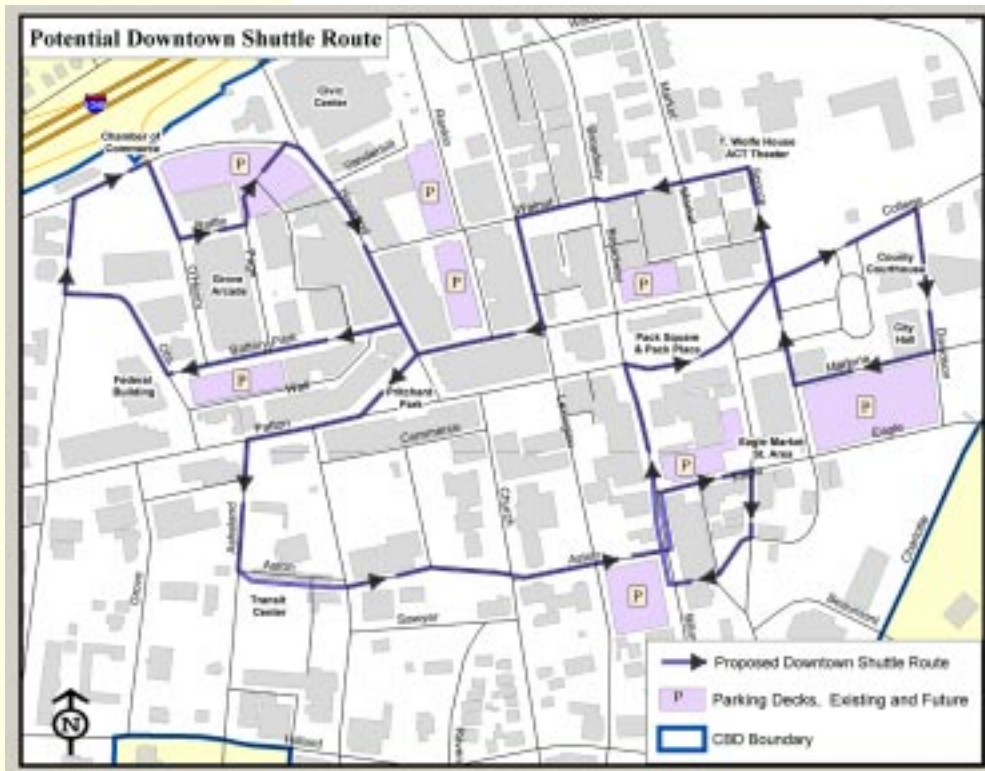 Potential Downtown Shuttle Route
Civic
Center
Chamber of
Commerce
Vanderbilt
Rankin
Broadway
Market
T. Wolfe House
ACT Theater
P
P
Walnut
Spruce
College
Battle
Page
O'Henry
Grove
Arcade
P
P
County
Courthouse
City
Hall
Davidson
Battery Park
Otis
Pack Square
& Pack Place
Marjorie
Federal
Building
P
Wall
Pritchard
Park
P
Eagle
Patton
Commerce
Lexington
Eagle Market
St. Area
P
Church
Asheland
Aston
Charlotte
Grove
Transit
Center
P
Sawyer
Beaumont
Proposed Downtown Shuttle Route
P
Parking Decks, Existing and Future
CBD Boundary
N
Hilliard